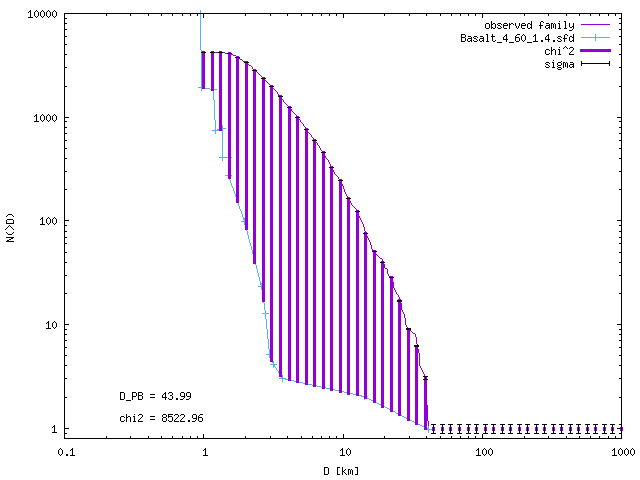 10000
1000
100
10
1
N(>D)
observed family
Basalt_4_60_1.4.sfd
chi^2
sigma
D_PB = 43.99
chi2 = 8522.96
0.1 1 10 100 1000
D [km]